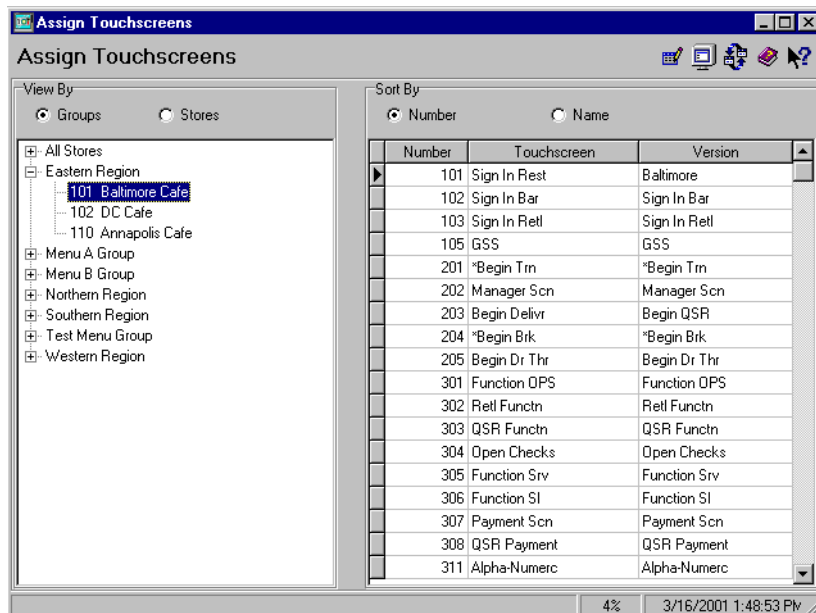 Assign Touchscreens
Assign Touchscreens
View By
Groups Stores
All Stores
Eastern Region
101 Baltimore Cafe
102 DC Cafe
110 Annapolis Cafe
Menu A Group
Menu B Group
Northern Region
Southern Region
Test Menu Group
Western Region
Sort By
Number Name
Number Touchscreen Version
101 Sign In Rest Baltimore
102 Sign In Bar Sign In Bar
103 Sign In Retl Sign In Retl
105 GSS GSS
201 *Begin Trn *Begin Trn
202 Manager Scn Manager Scn
203 Begin Delivr Begin QSR
204 *Begin Brk *Begin Brk
205 Begin Dr Thr Begin Dr Thr
301 Function OPS Function OPS
302 Retl Functn Retl Functn
303 QSR Functn QSR Functn
304 Open Checks Open Checks
305 Function Srv Function Srv
306 Function SI Function SI
307 Payment Scn Payment Scn
308 QSR Payment QSR Payment
311 Alpha-Numerc Alpha-Numerc
4% 3/16/2001 1:48:53 PM